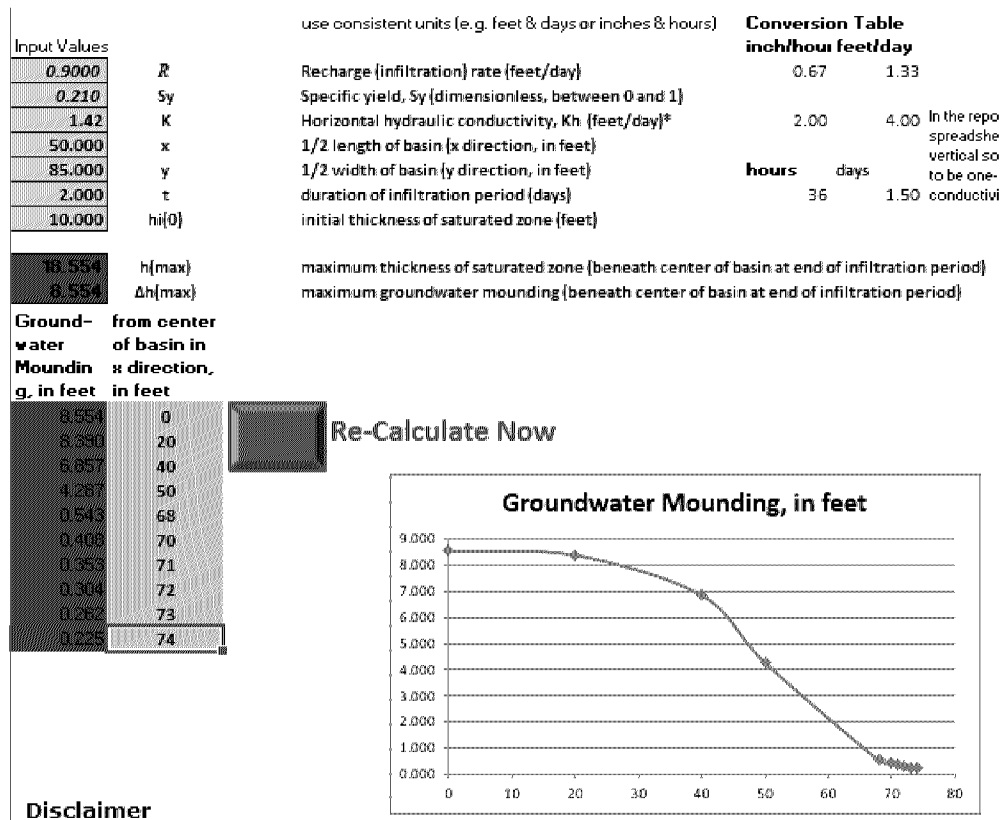 use consistent units (e.g. feet & days or inches & hours) Conversion Table
Input Values inch/hour feet/day
0.9000 R Recharge (infiltration) rate (feet/day) 0.67 1.33
0.210 Sy Specific yield, Sy (dimensionless, between 0 and 1)
1.42 K Horizontal hydraulic conductivity, Kh (feet/day)* 2.00 4.00 In the repo
spreadshe
50.000 x 1/2 length of basin (x direction, in feet) vertical so
85.000 y 1/2 width of basin (y direction, in feet) hours days to be one-
2.000 t duration of infiltration period (days) 36 1.50 conductivi
10.000 hi(0) initial thickness of saturated zone (feet)
18.554 h(max) maximum thickness of saturated zone (beneath center of basin at end of infiltration period)
8.554 Δh(max) maximum groundwater mounding (beneath center of basin at end of infiltration period)
Ground- from center
water of basin in
Moundin x direction,
g, in feet in feet
8.554 0
8.390 20
6.857 40
4.287 50
0.543 68
0.408 70
0.353 71
0.304 72
0.262 73
0.225 74
Re-Calculate Now
Groundwater Mounding, in feet
9.000
8.000
7.000
6.000
5.000
4.000
3.000
2.000
1.000
0.000
0 10 20 30 40 50 60 70 80
Disclaimer